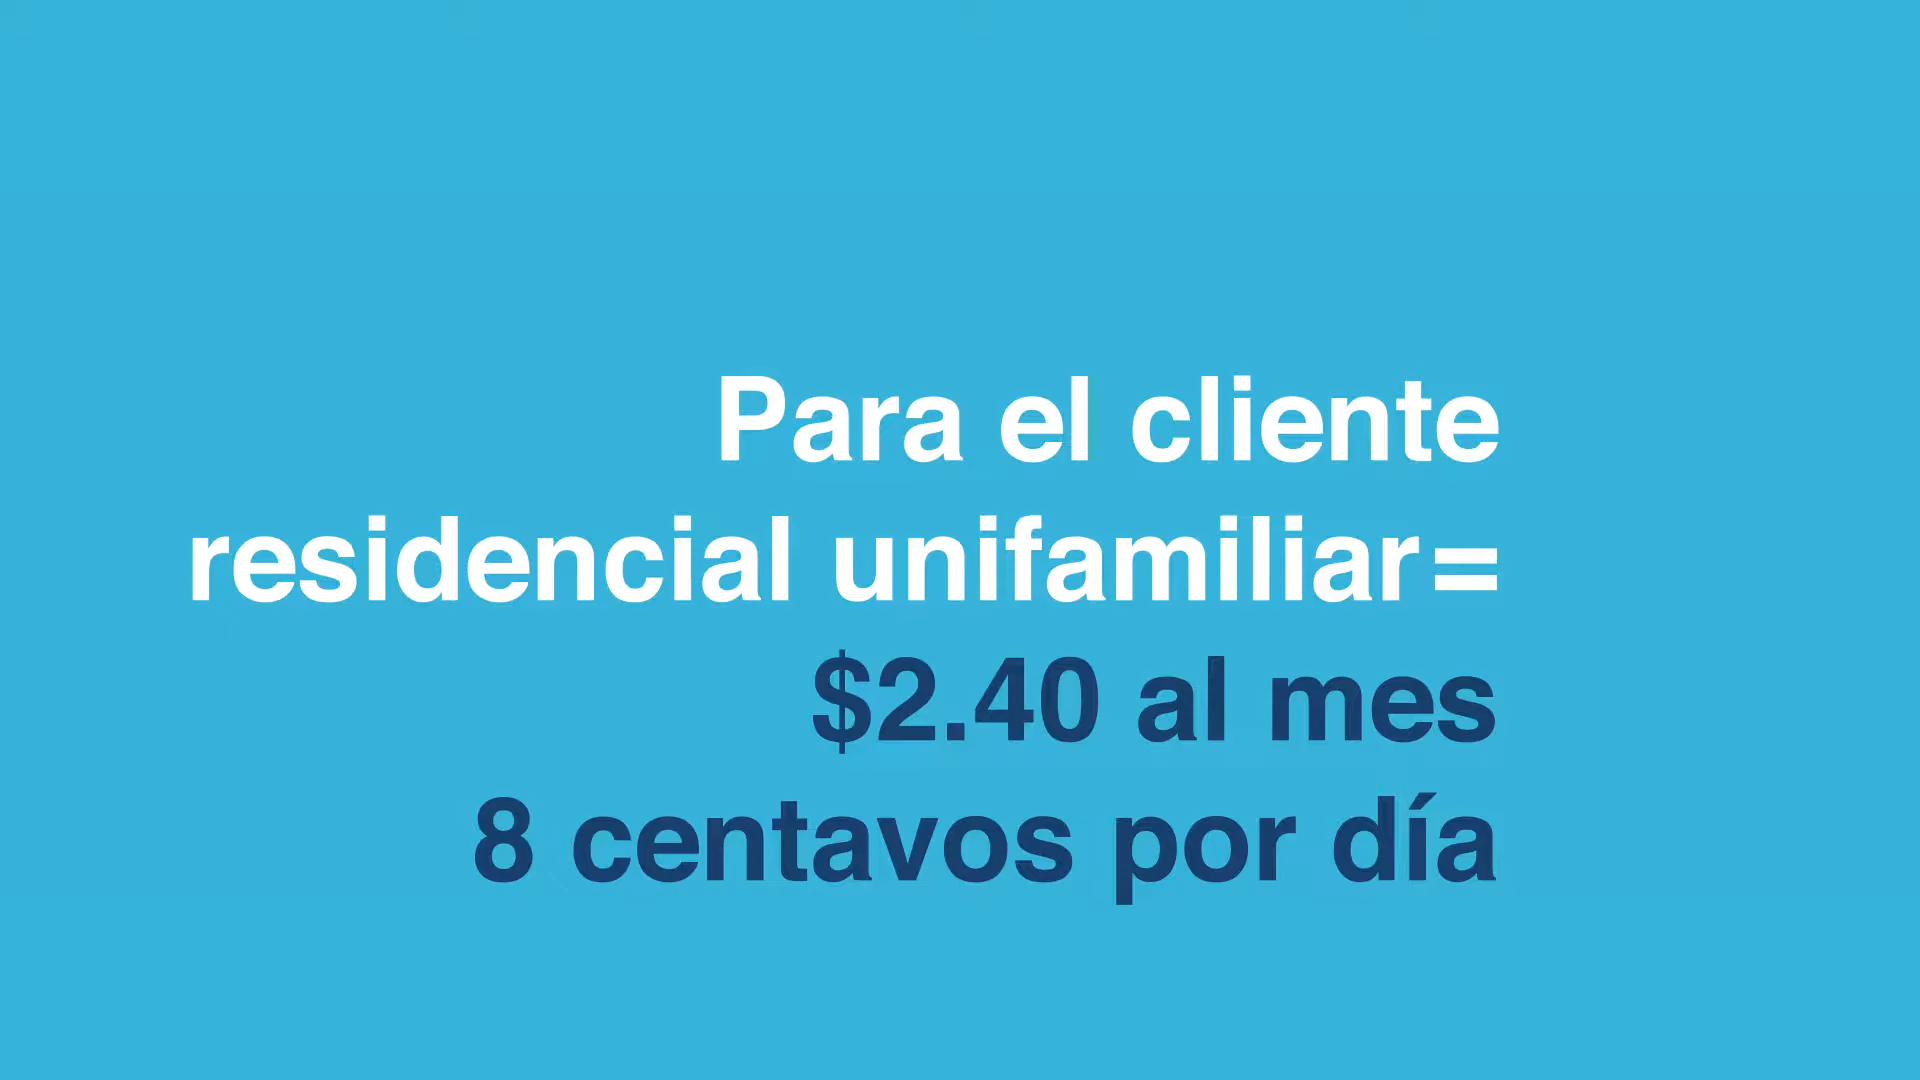 Para el cliente
residencial unifamiliar=
$2.40 al mes
8 centavos por día